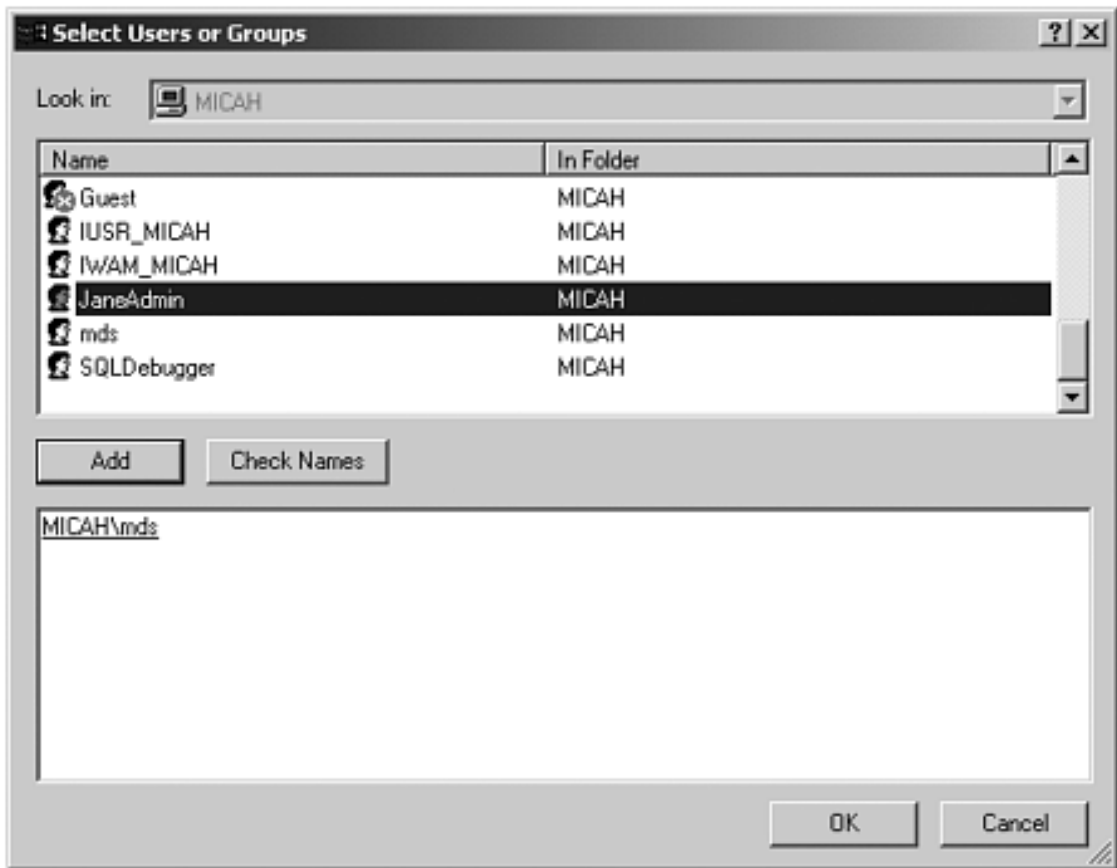 Select Users or Groups
Look in: MICAH
Name In Folder
Guest MICAH
IUSR_MICAH MICAH
IWAM_MICAH MICAH
JaneAdmin MICAH
mds MICAH
SQLDebugger MICAH
Add Check Names
MICAH\mds
OK Cancel